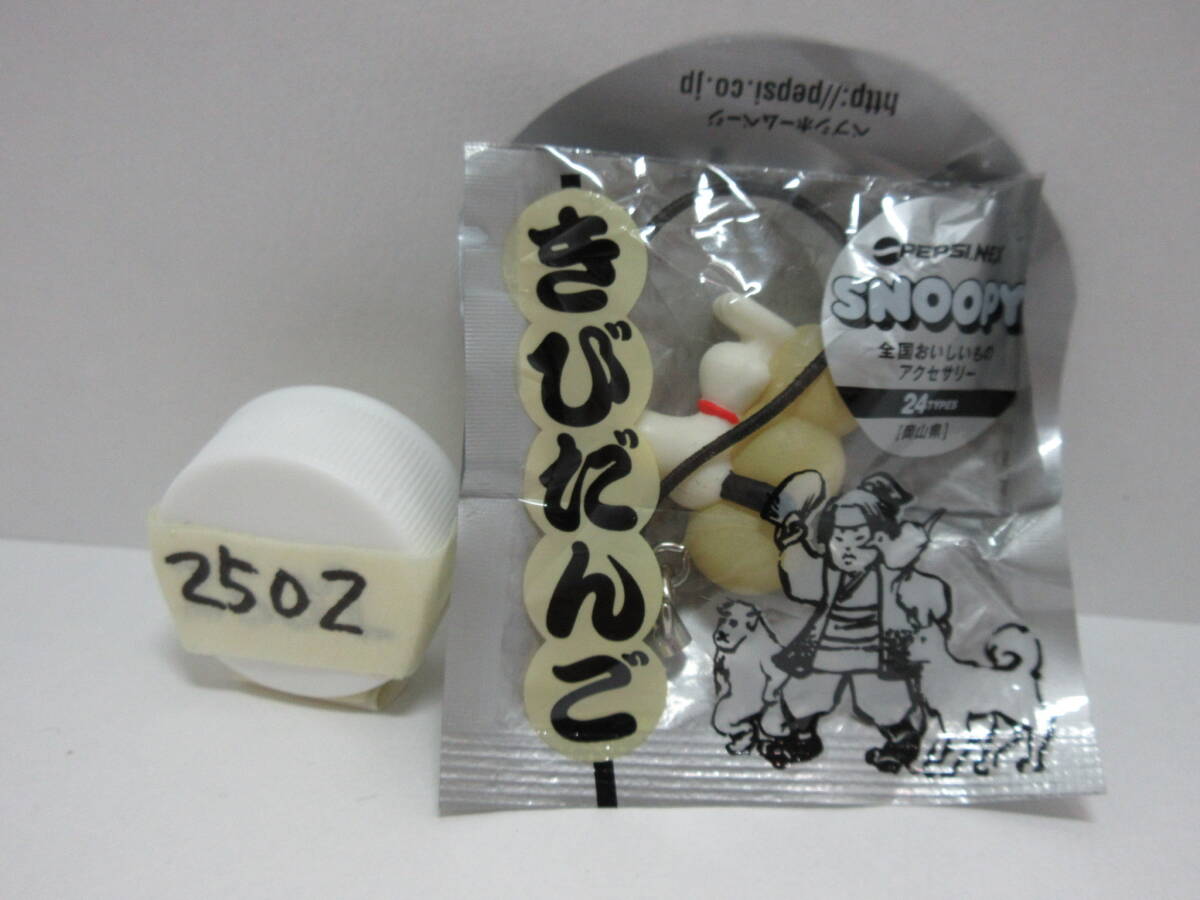 ペプシホームページ
http://pepsi.co.jp
きびだんご
PEPSI NEX
SNOOPY
全国おいしいもの
アクセサリー
24TYPES
[岡山県]
2502